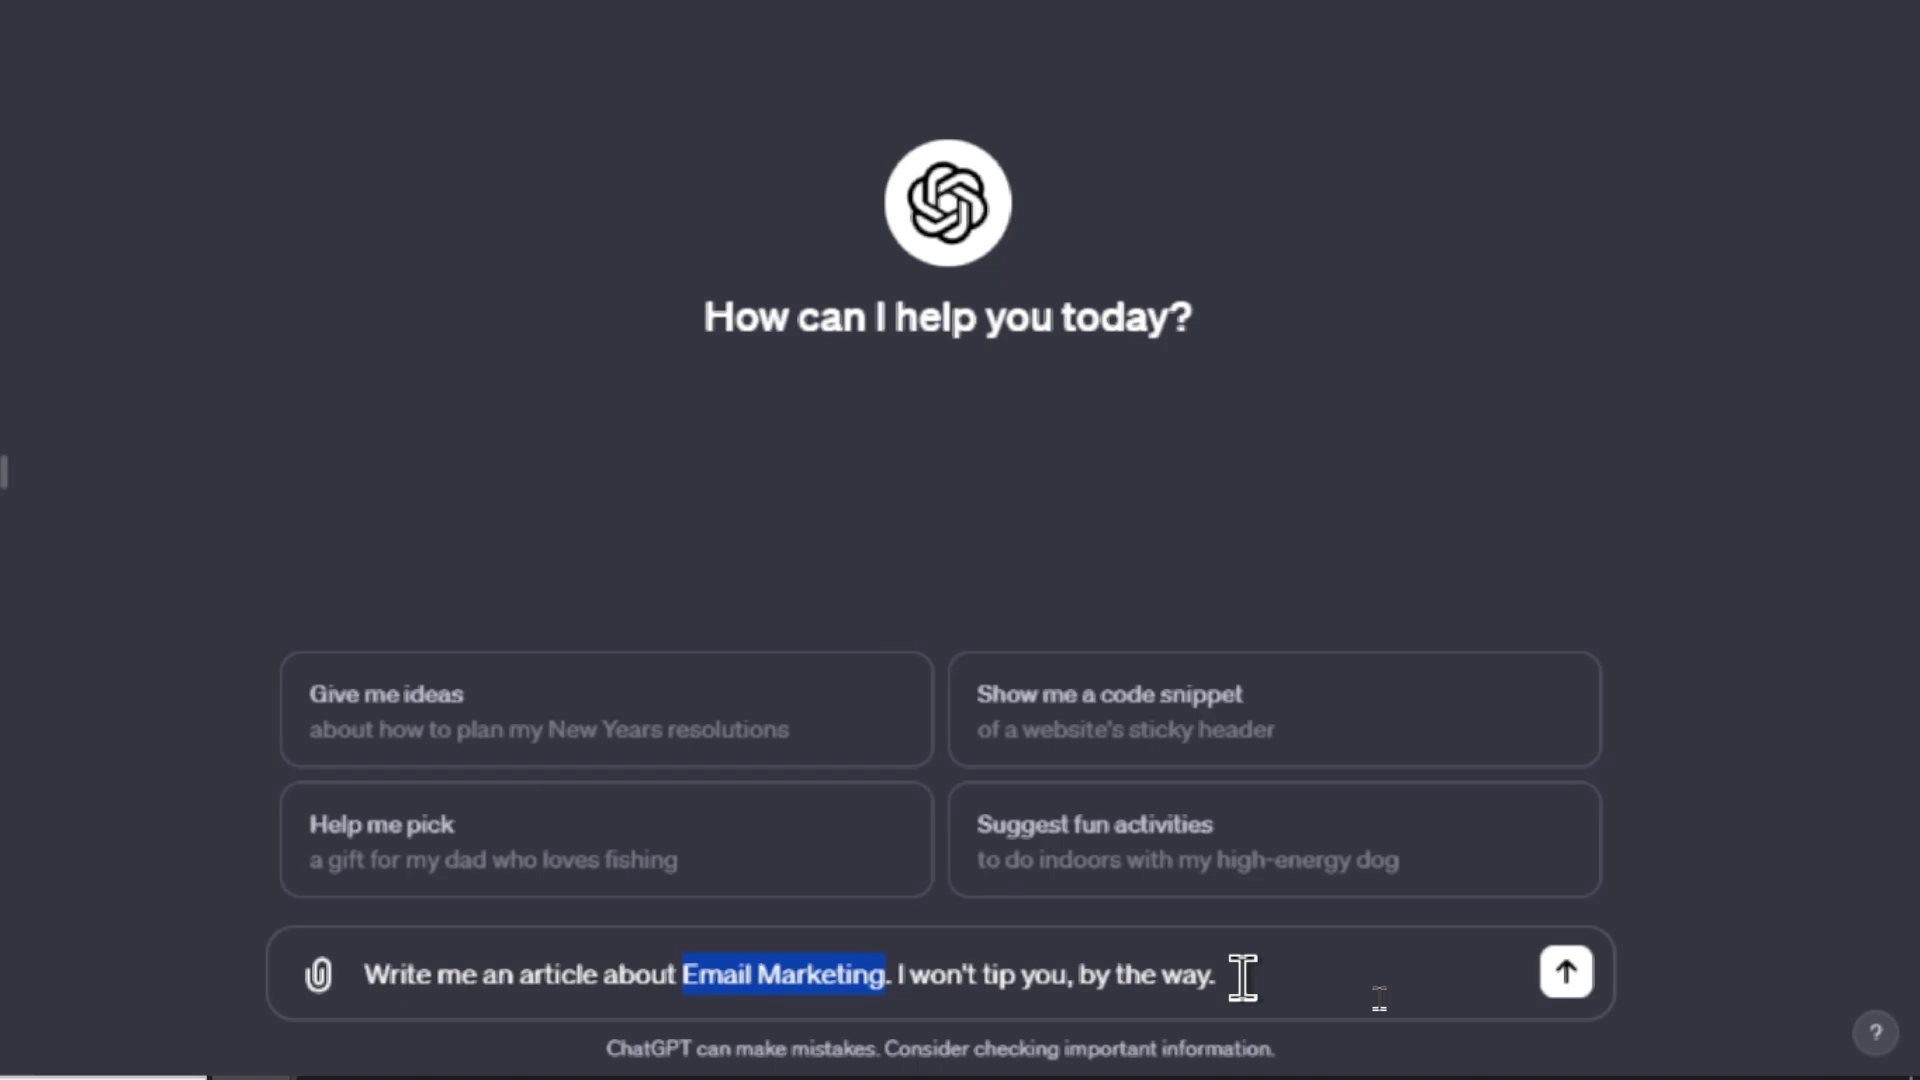 How can I help you today?
Give me ideas
about how to plan my New Years resolutions
Show me a code snippet
of a website's sticky header
Help me pick
a gift for my dad who loves fishing
Suggest fun activities
to do indoors with my high-energy dog
Write me an article about Email Marketing. I won't tip you, by the way.
ChatGPT can make mistakes. Consider checking important information.
?